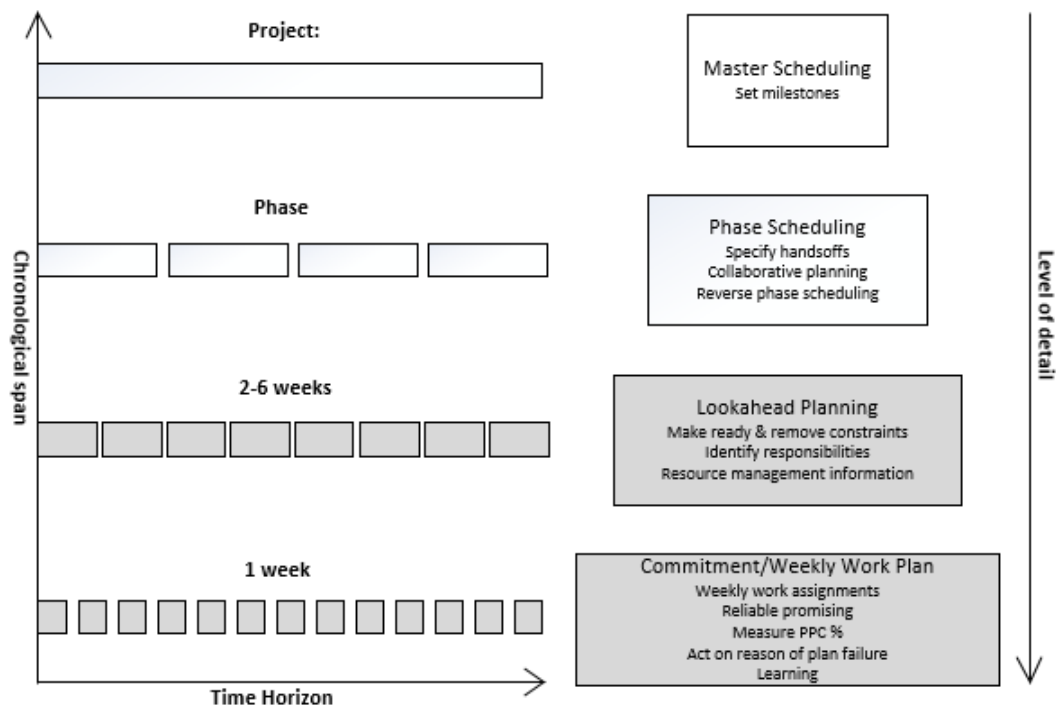 Project:
Master Scheduling
Set milestones
Phase
Phase Scheduling
Specify handsoffs
Collaborative planning
Reverse phase scheduling
Chronological span
Level of detail
2-6 weeks
Lookahead Planning
Make ready & remove constraints
Identify responsibilities
Resource management information
1 week
Commitment/Weekly Work Plan
Weekly work assignments
Reliable promising
Measure PPC %
Act on reason of plan failure
Learning
Time Horizon